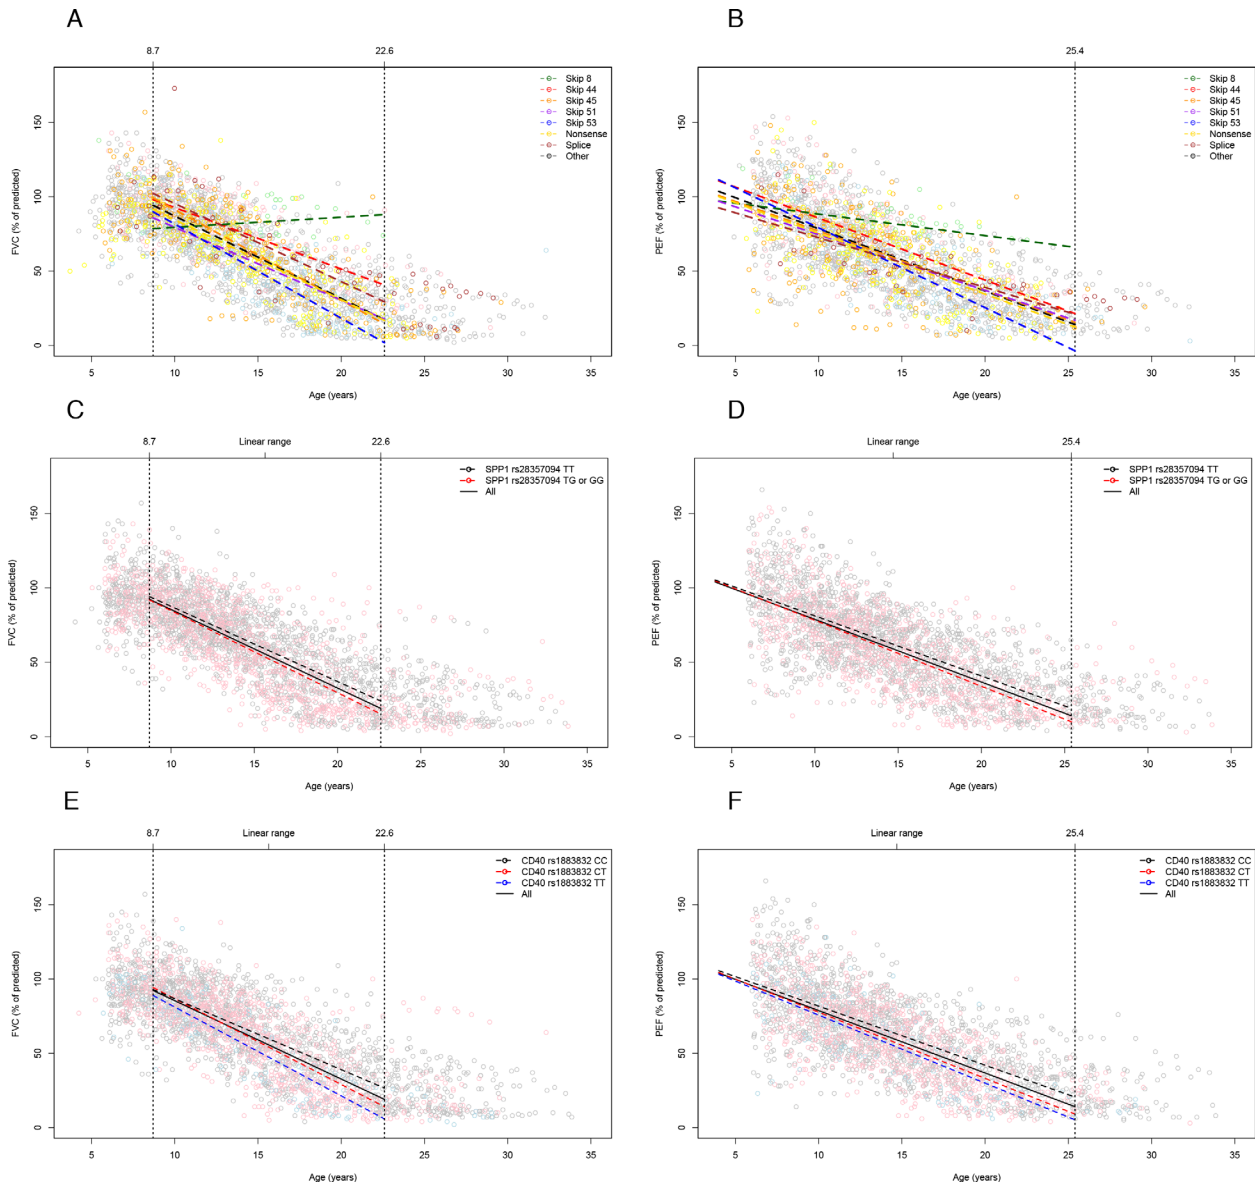 A
8.7 22.6
Skip 8
Skip 44
Skip 45
Skip 51
Skip 53
Nonsense
Splice
Other
FVC (% of predicted)
0 50 100 150
5 10 15 20 25 30 35
Age (years)
B
25.4
Skip 8
Skip 44
Skip 45
Skip 51
Skip 53
Nonsense
Splice
Other
PEF (% of predicted)
0 50 100 150
5 10 15 20 25 30 35
Age (years)
C
8.7 Linear range 22.6
SPP1 rs28357094 TT
SPP1 rs28357094 TG or GG
All
FVC (% of predicted)
0 50 100 150
5 10 15 20 25 30 35
Age (years)
D
Linear range 25.4
SPP1 rs28357094 TT
SPP1 rs28357094 TG or GG
All
PEF (% of predicted)
0 50 100 150
5 10 15 20 25 30 35
Age (years)
E
8.7 Linear range 22.6
CD40 rs1883832 CC
CD40 rs1883832 CT
CD40 rs1883832 TT
All
FVC (% of predicted)
0 50 100 150
5 10 15 20 25 30 35
Age (years)
F
Linear range 25.4
CD40 rs1883832 CC
CD40 rs1883832 CT
CD40 rs1883832 TT
All
PEF (% of predicted)
0 50 100 150
5 10 15 20 25 30 35
Age (years)